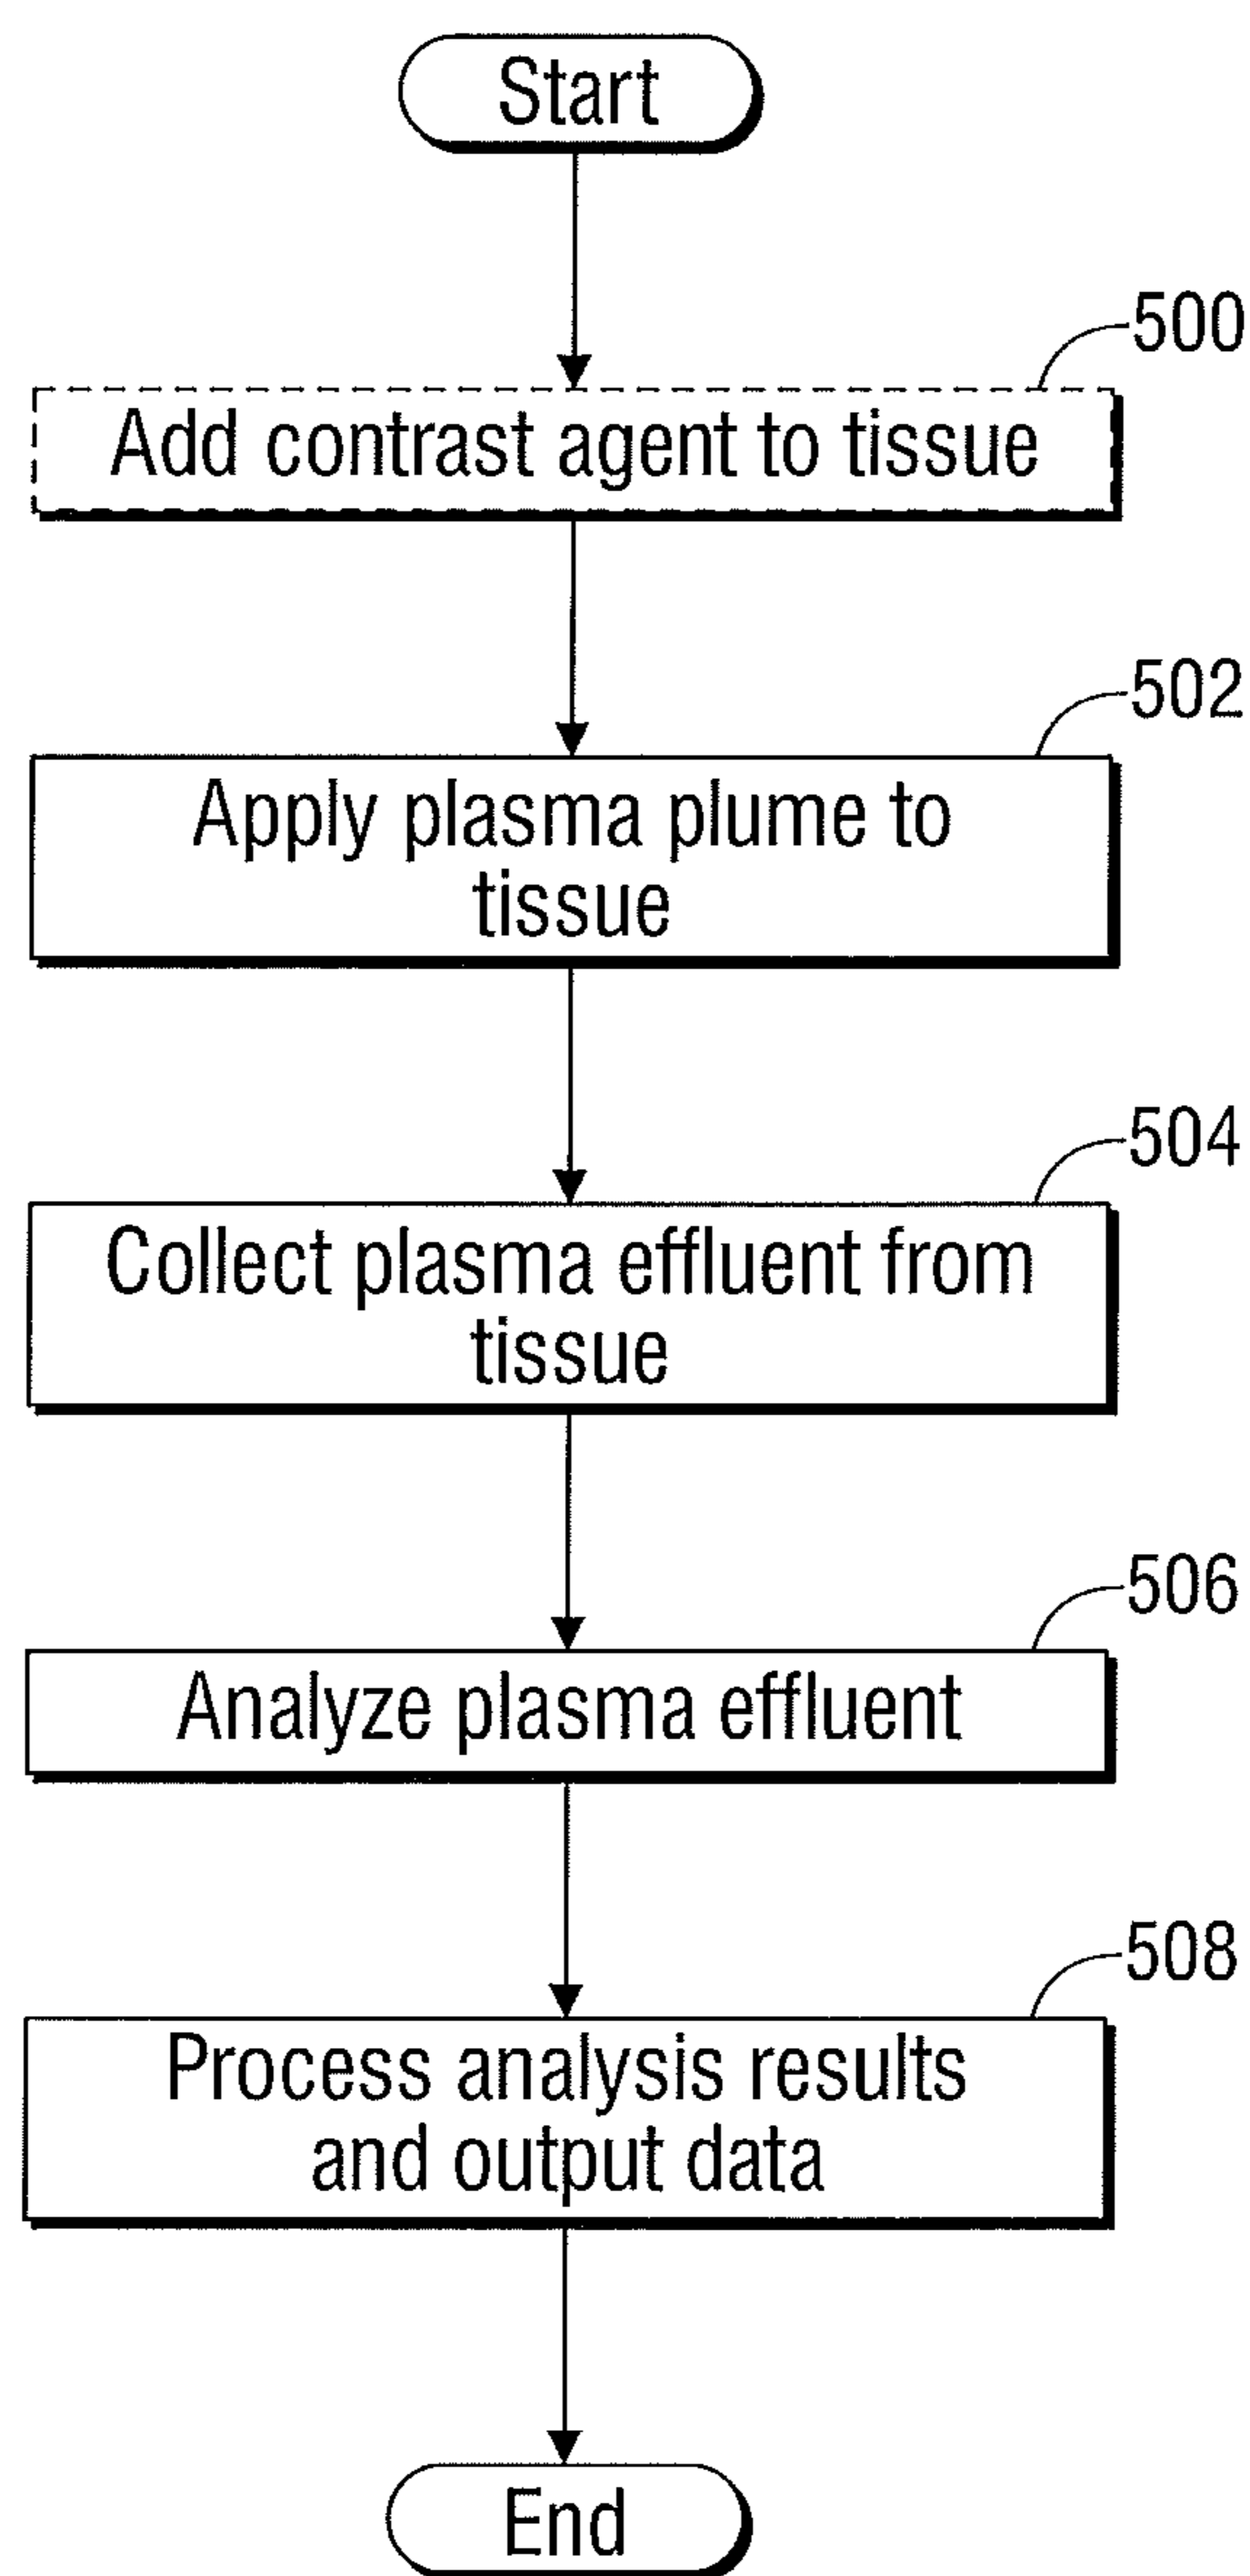 Start
500
Add contrast agent to tissue
502
Apply plasma plume to
tissue
504
Collect plasma effluent from
tissue
506
Analyze plasma effluent
508
Process analysis results
and output data
End